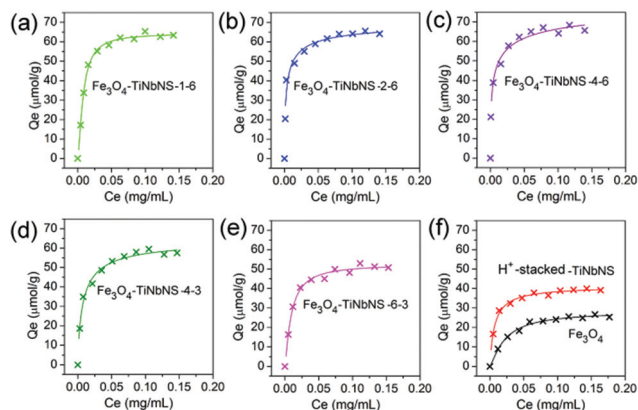 (a)
Qe (μmol/g)
90
80
70
60
50
40
30
20
10
0
Fe3O4-TiNbNS-1-6
0.00 0.05 0.10 0.15 0.20
Ce (mg/mL)
(b)
Qe (μmol/g)
90
80
70
60
50
40
30
20
10
0
Fe3O4-TiNbNS-2-6
0.00 0.05 0.10 0.15 0.20
Ce (mg/mL)
(c)
Qe (μmol/g)
90
80
70
60
50
40
30
20
10
0
Fe3O4-TiNbNS-4-6
0.00 0.05 0.10 0.15 0.20
Ce (mg/mL)
(d)
Qe (μmol/g)
60
50
40
30
20
10
0
Fe3O4-TiNbNS-4-3
0.00 0.05 0.10 0.15 0.20
Ce (mg/mL)
(e)
Qe (μmol/g)
70
60
50
40
30
20
10
0
Fe3O4-TiNbNS-6-3
0.00 0.05 0.10 0.15 0.20
Ce (mg/mL)
(f)
Qe (μmol/g)
70
60
50
40
30
20
10
0
H+-stacked-TiNbNS
Fe3O4
0.00 0.05 0.10 0.15 0.20
Ce (mg/mL)